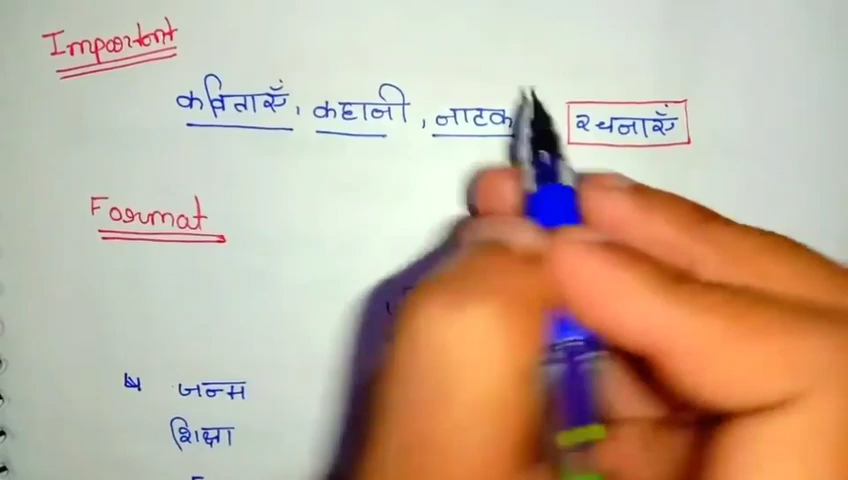 Important
कविताएँ, कहानी, नाटक रचनाएँ
Format
जन्म
शिक्षा